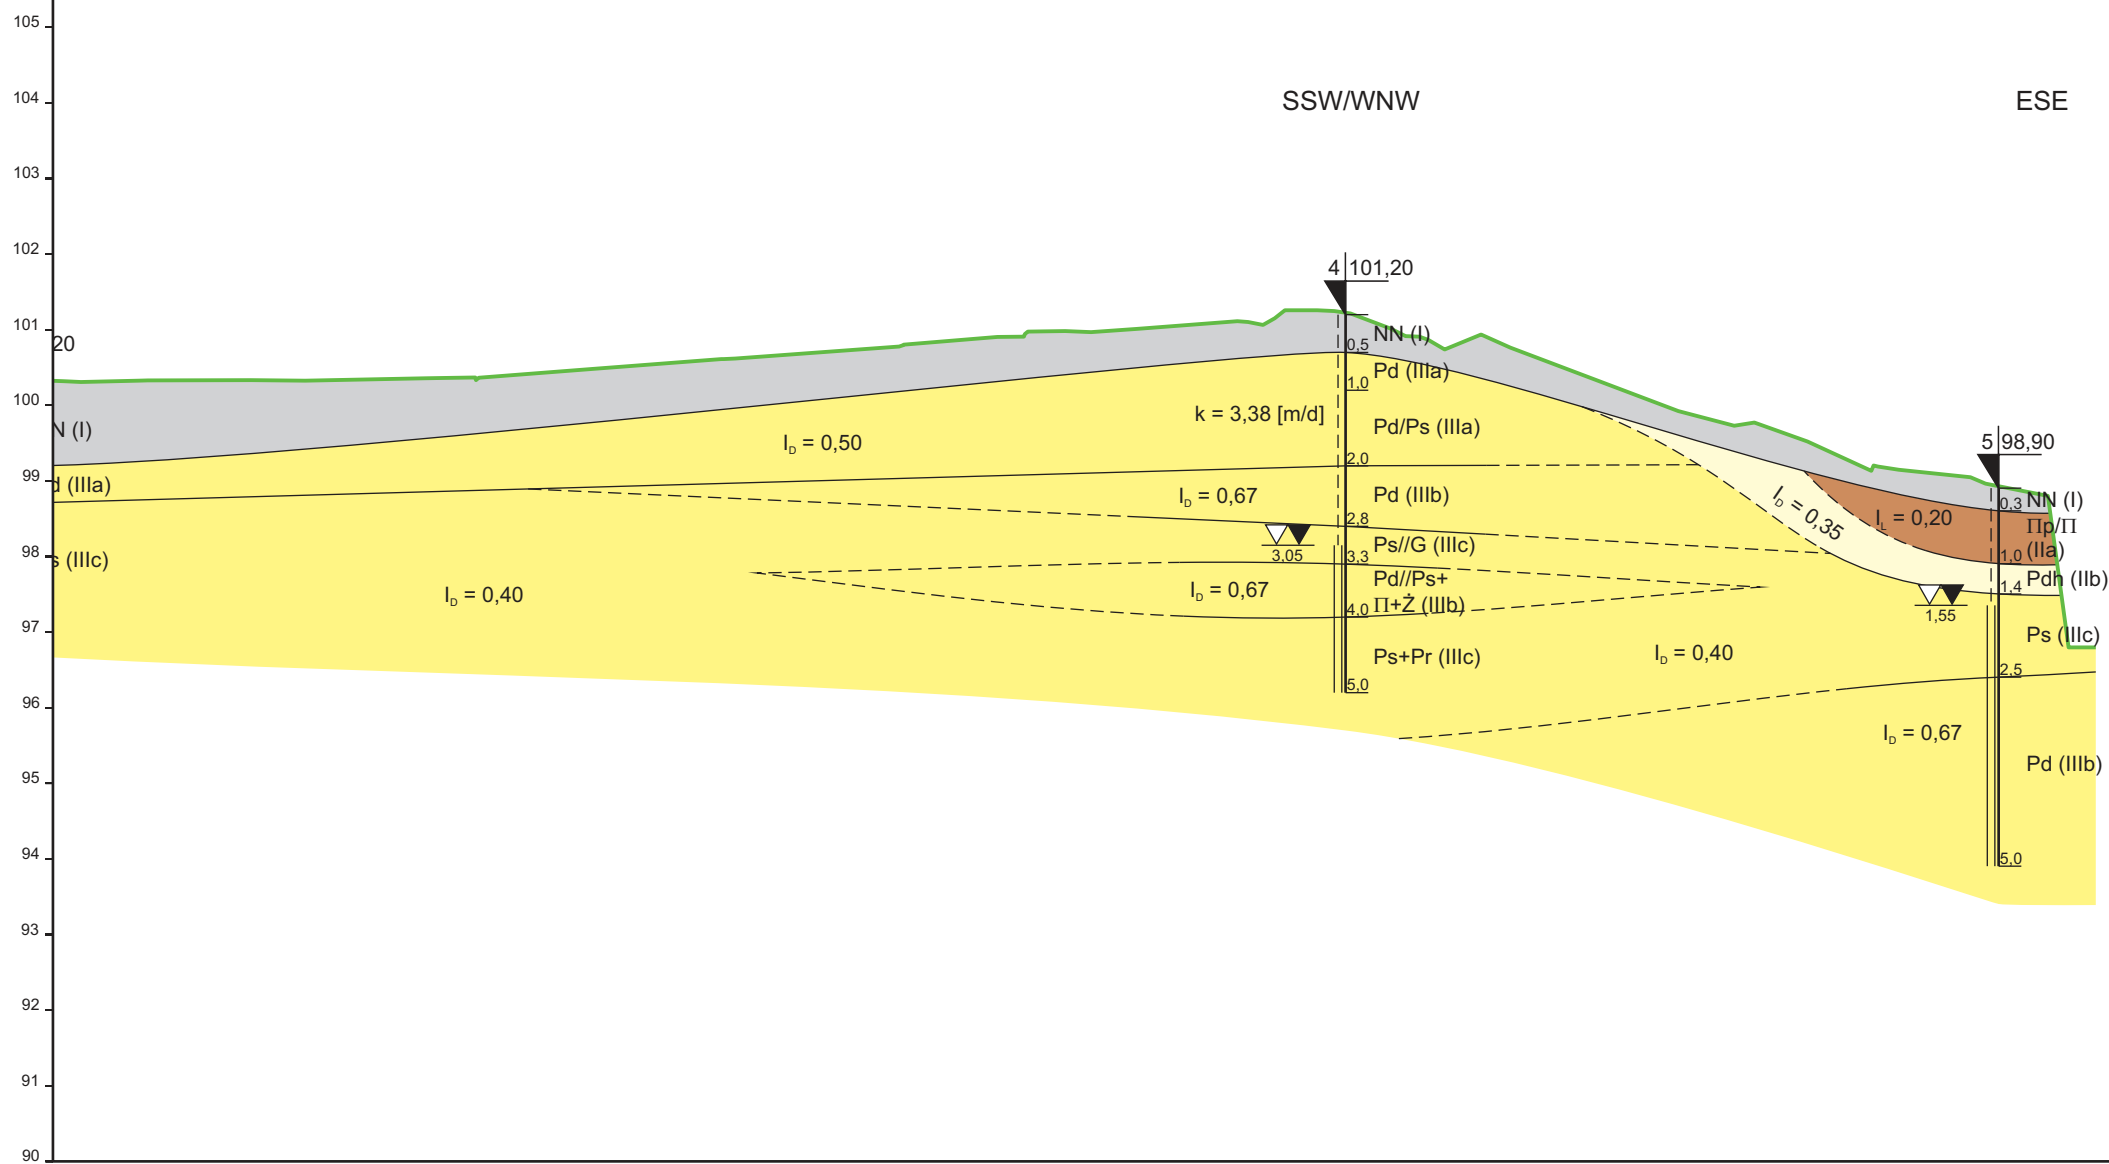 105
104
103
102
101
100
99
98
97
96
95
94
93
92
91
90
SSW/WNW
ESE
20
N (I)
d (IIIa)
s (IIIc)
I_D = 0,50
I_D = 0,40
k = 3,38 [m/d]
I_D = 0,67
3,05
I_D = 0,67
4 101,20
NN (I)
0,5
Pd (IIIa)
1,0
Pd/Ps (IIIa)
2,0
Pd (IIIb)
2,8
Ps//G (IIIc)
3,3
Pd//Ps+
Π+Ż (IIIb)
4,0
Ps+Pr (IIIc)
5,0
I_D = 0,35
I_L = 0,20
I_D = 0,40
I_D = 0,67
1,55
5 98,90
0,3 NN (I)
Πp/Π
(IIa)
1,0
Pdh (IIb)
1,4
Ps (IIIc)
2,5
Pd (IIIb)
5,0